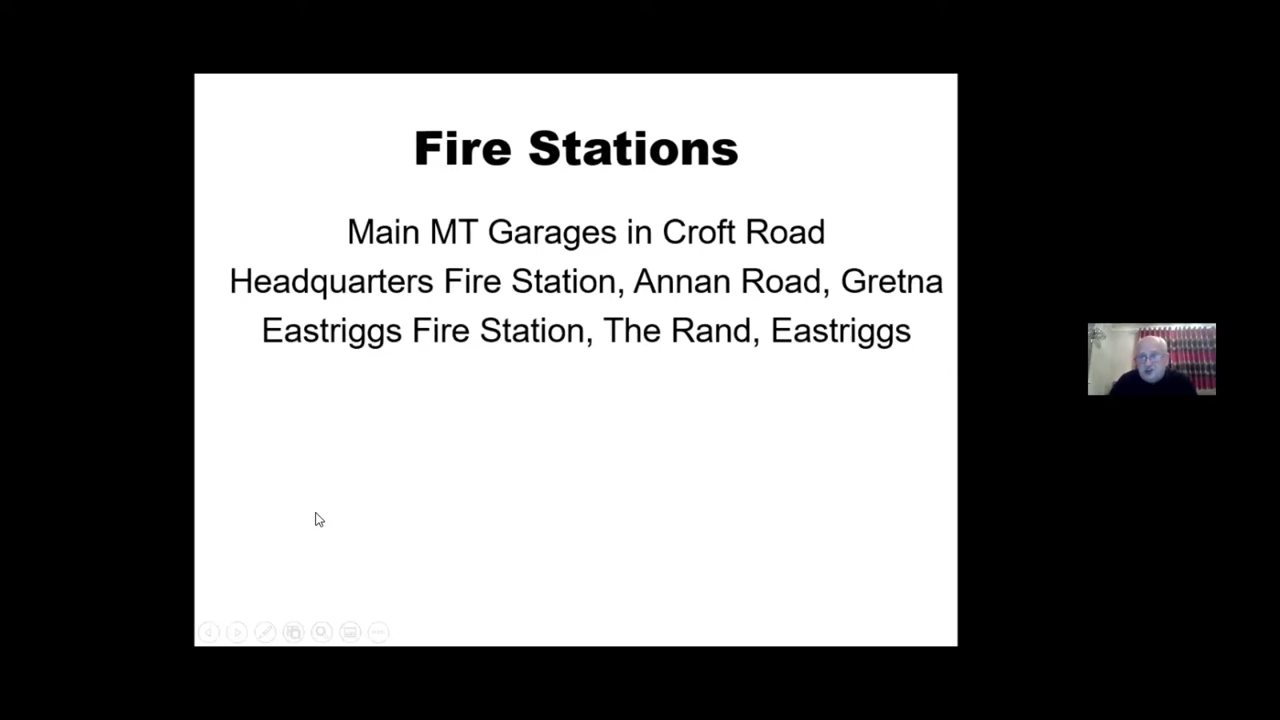 Fire Stations
Main MT Garages in Croft Road
Headquarters Fire Station, Annan Road, Gretna
Eastriggs Fire Station, The Rand, Eastriggs